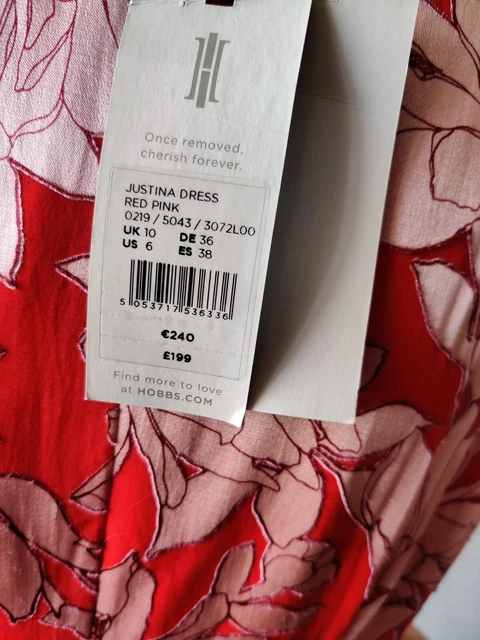 Once removed,
cherish forever.
JUSTINA DRESS
RED PINK
0219 / 5043 / 3072L00
UK 10 DE 36
US 6 ES 38
5 053717 536336
€240
£199
Find more to love
at HOBBS.COM